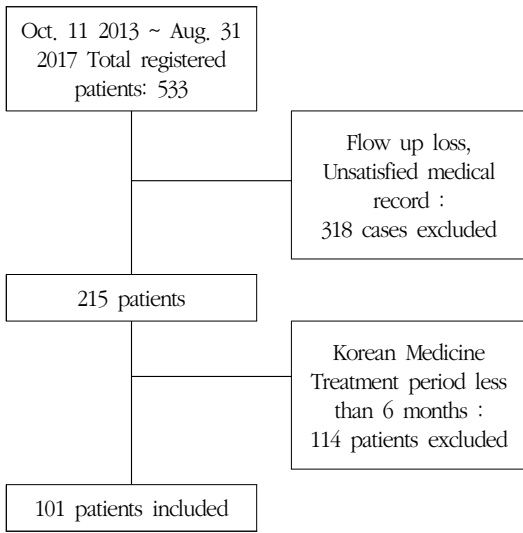 Oct. 11 2013 ~ Aug. 31
2017 Total registered
patients: 533
Flow up loss,
Unsatisfied medical
record :
318 cases excluded
215 patients
Korean Medicine
Treatment period less
than 6 months :
114 patients excluded
101 patients included